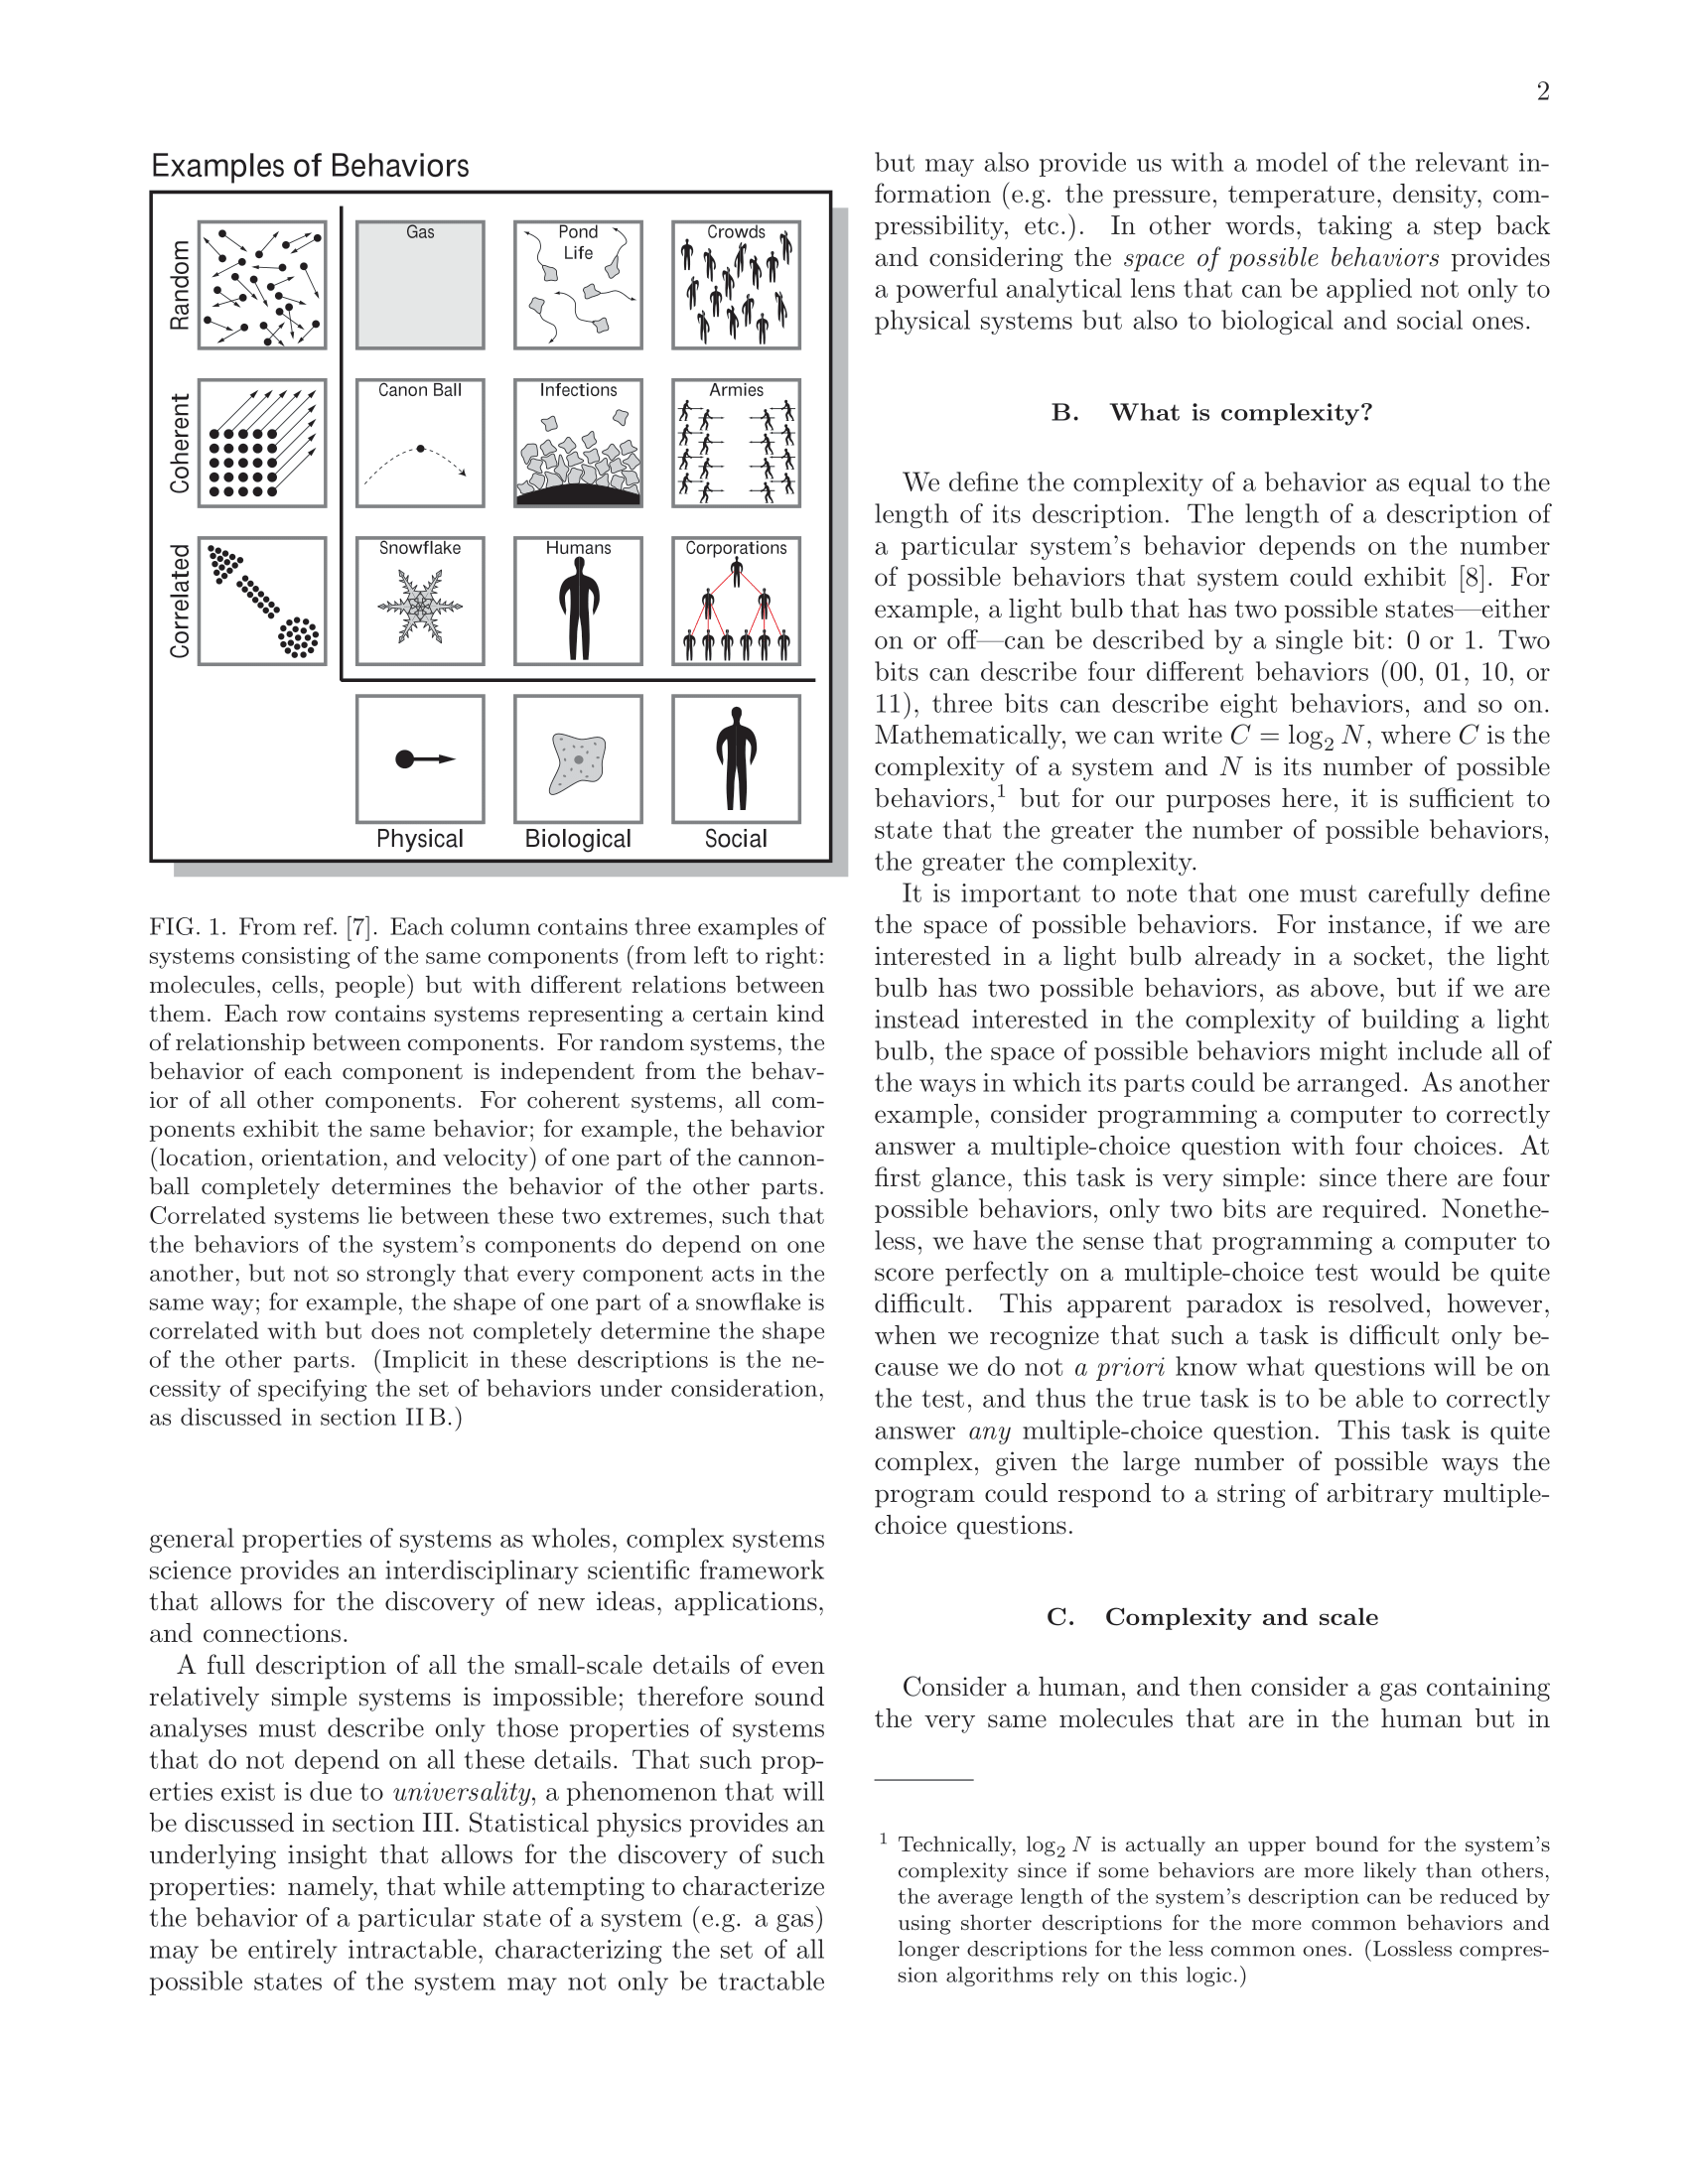 2
Examples of Behaviors
Random
Gas
Pond
Life
Crowds
Coherent
Canon Ball
Infections
Armies
Correlated
Snowflake
Humans
Corporations
Physical
Biological
Social
FIG. 1. From ref. [7]. Each column contains three examples of
systems consisting of the same components (from left to right:
molecules, cells, people) but with different relations between
them. Each row contains systems representing a certain kind
of relationship between components. For random systems, the
behavior of each component is independent from the behav-
ior of all other components. For coherent systems, all com-
ponents exhibit the same behavior; for example, the behavior
(location, orientation, and velocity) of one part of the cannon-
ball completely determines the behavior of the other parts.
Correlated systems lie between these two extremes, such that
the behaviors of the system's components do depend on one
another, but not so strongly that every component acts in the
same way; for example, the shape of one part of a snowflake is
correlated with but does not completely determine the shape
of the other parts. (Implicit in these descriptions is the ne-
cessity of specifying the set of behaviors under consideration,
as discussed in section II B.)
general properties of systems as wholes, complex systems
science provides an interdisciplinary scientific framework
that allows for the discovery of new ideas, applications,
and connections.
A full description of all the small-scale details of even
relatively simple systems is impossible; therefore sound
analyses must describe only those properties of systems
that do not depend on all these details. That such prop-
erties exist is due to universality, a phenomenon that will
be discussed in section III. Statistical physics provides an
underlying insight that allows for the discovery of such
properties: namely, that while attempting to characterize
the behavior of a particular state of a system (e.g. a gas)
may be entirely intractable, characterizing the set of all
possible states of the system may not only be tractable
but may also provide us with a model of the relevant in-
formation (e.g. the pressure, temperature, density, com-
pressibility, etc.). In other words, taking a step back
and considering the space of possible behaviors provides
a powerful analytical lens that can be applied not only to
physical systems but also to biological and social ones.
B. What is complexity?
We define the complexity of a behavior as equal to the
length of its description. The length of a description of
a particular system's behavior depends on the number
of possible behaviors that system could exhibit [8]. For
example, a light bulb that has two possible states—either
on or off—can be described by a single bit: 0 or 1. Two
bits can describe four different behaviors (00, 01, 10, or
11), three bits can describe eight behaviors, and so on.
Mathematically, we can write C = log₂ N, where C is the
complexity of a system and N is its number of possible
behaviors,¹ but for our purposes here, it is sufficient to
state that the greater the number of possible behaviors,
the greater the complexity.
It is important to note that one must carefully define
the space of possible behaviors. For instance, if we are
interested in a light bulb already in a socket, the light
bulb has two possible behaviors, as above, but if we are
instead interested in the complexity of building a light
bulb, the space of possible behaviors might include all of
the ways in which its parts could be arranged. As another
example, consider programming a computer to correctly
answer a multiple-choice question with four choices. At
first glance, this task is very simple: since there are four
possible behaviors, only two bits are required. Nonethe-
less, we have the sense that programming a computer to
score perfectly on a multiple-choice test would be quite
difficult. This apparent paradox is resolved, however,
when we recognize that such a task is difficult only be-
cause we do not a priori know what questions will be on
the test, and thus the true task is to be able to correctly
answer any multiple-choice question. This task is quite
complex, given the large number of possible ways the
program could respond to a string of arbitrary multiple-
choice questions.
C. Complexity and scale
Consider a human, and then consider a gas containing
the very same molecules that are in the human but in
¹ Technically, log₂ N is actually an upper bound for the system's
complexity since if some behaviors are more likely than others,
the average length of the system's description can be reduced by
using shorter descriptions for the more common behaviors and
longer descriptions for the less common ones. (Lossless compres-
sion algorithms rely on this logic.)